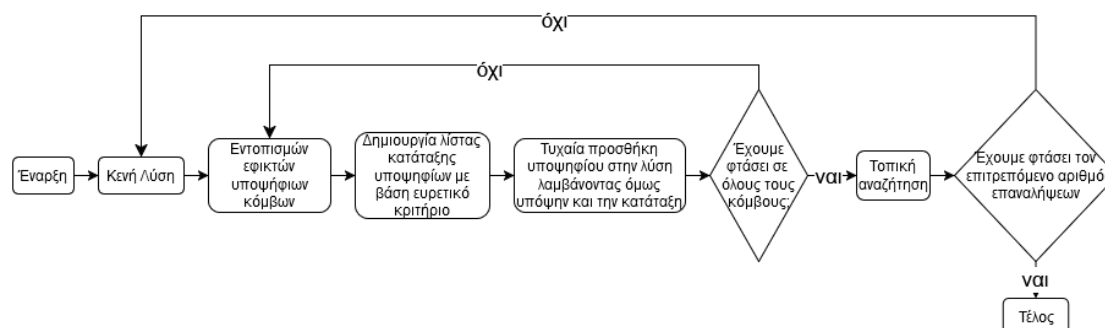 όχι
όχι
Έναρξη
Κενή Λύση
Εντοπισμών
εφικτών
υποψήφιων
κόμβων
Δημιουργία λίστας
κατάταξης
υποψηφίων με
βάση ευρετικό
κριτήριο
Τυχαία προσθήκη
υποψηφίου στην λύση
λαμβάνοντας όμως
υπόψην και την κατάταξη
Έχουμε
φτάσει σε
όλους τους
κόμβους;
ναι
Τοπική
αναζήτηση
Έχουμε φτάσει τον
επιτρεπόμενο αριθμό
επαναλήψεων
ναι
Τέλος